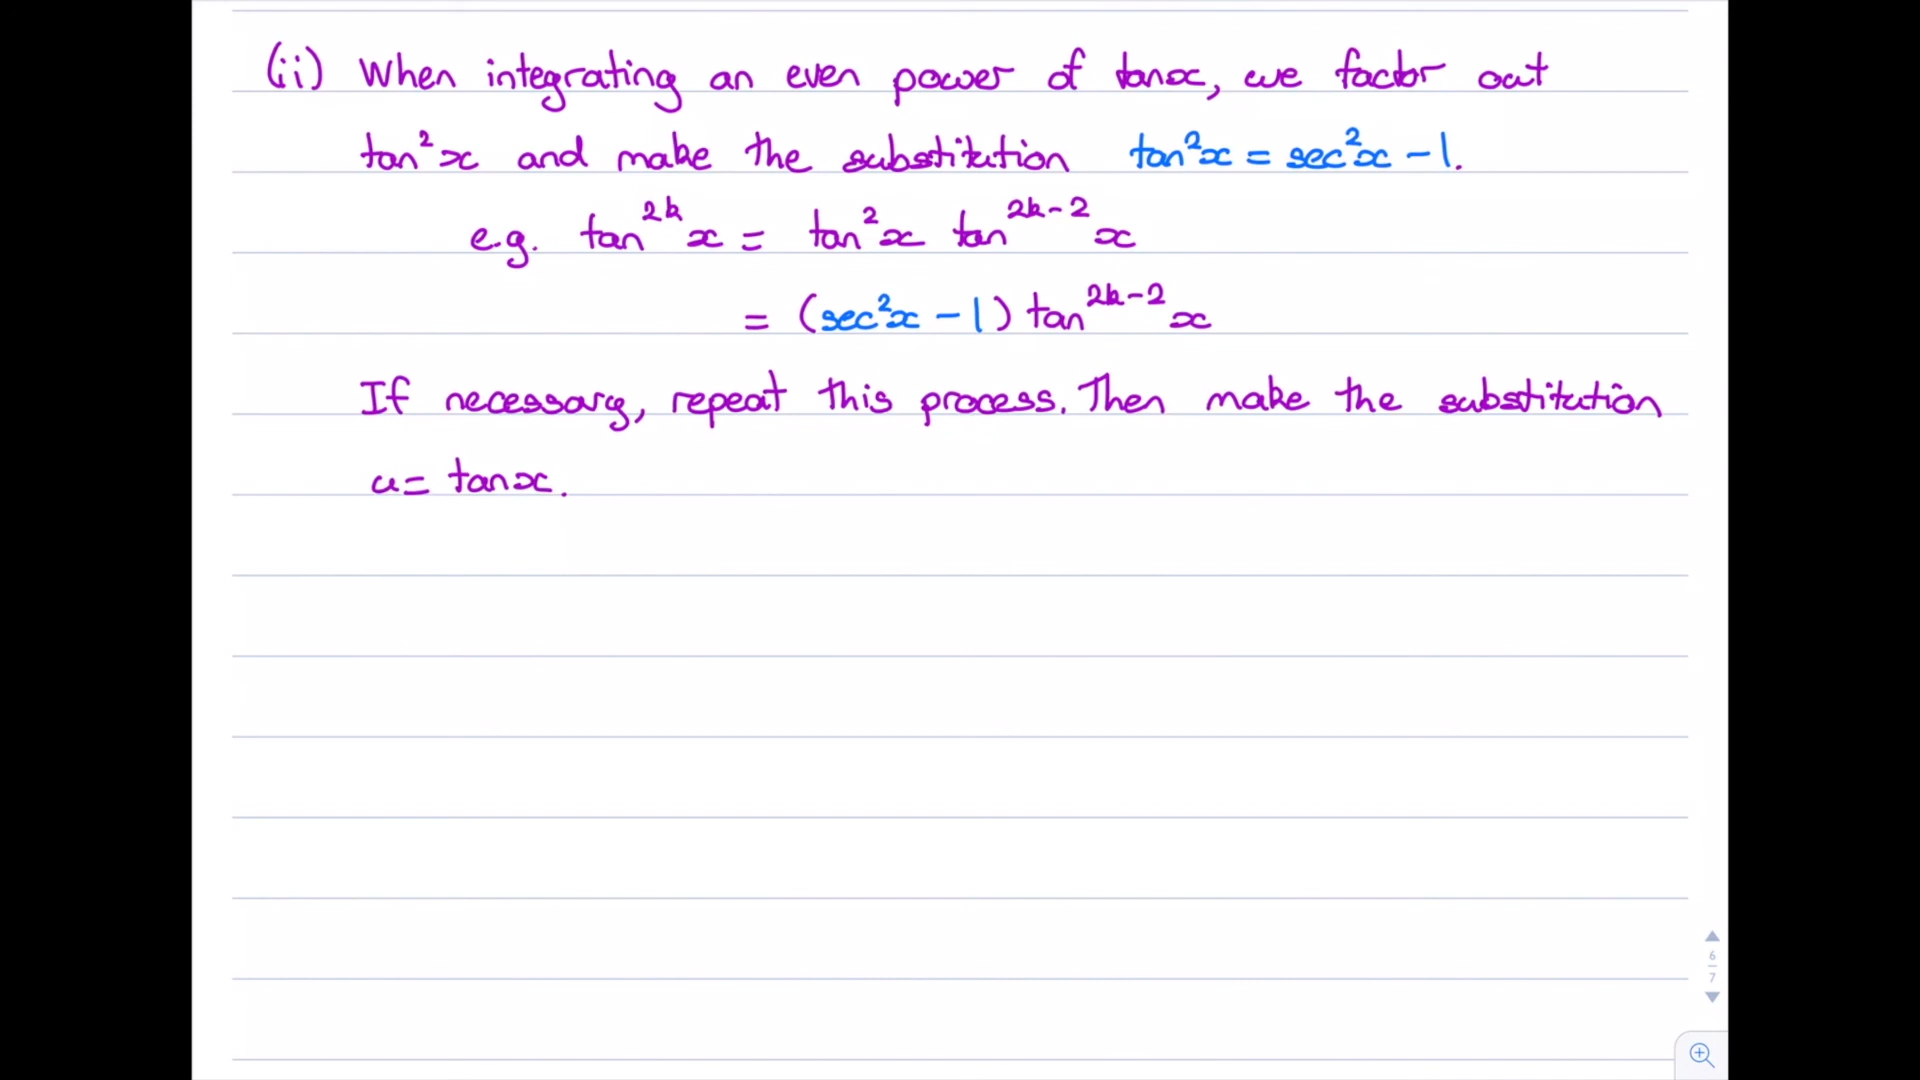 (ii) When integrating an even power of tanx, we factor out
tan²x and make the substitution tan²x = sec²x − 1.
e.g. tan^{2k} x = tan²x tan^{2k−2} x
= (sec²x − 1) tan^{2k−2} x
If necessary, repeat this process. Then make the substitution
u = tanx.
6
7